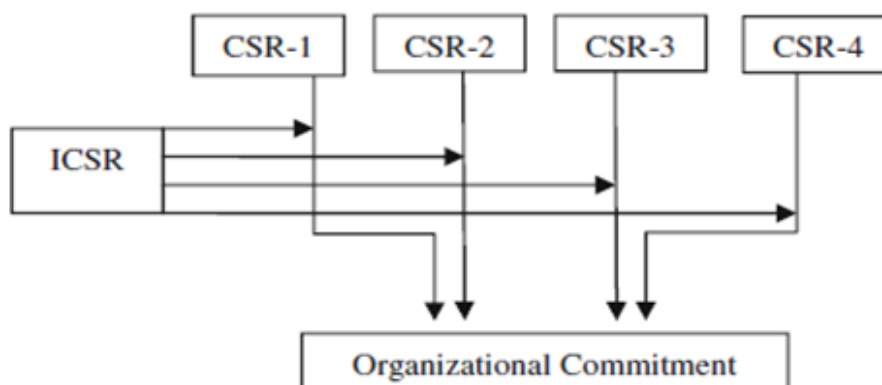 CSR-1
CSR-2
CSR-3
CSR-4
ICSR
Organizational Commitment